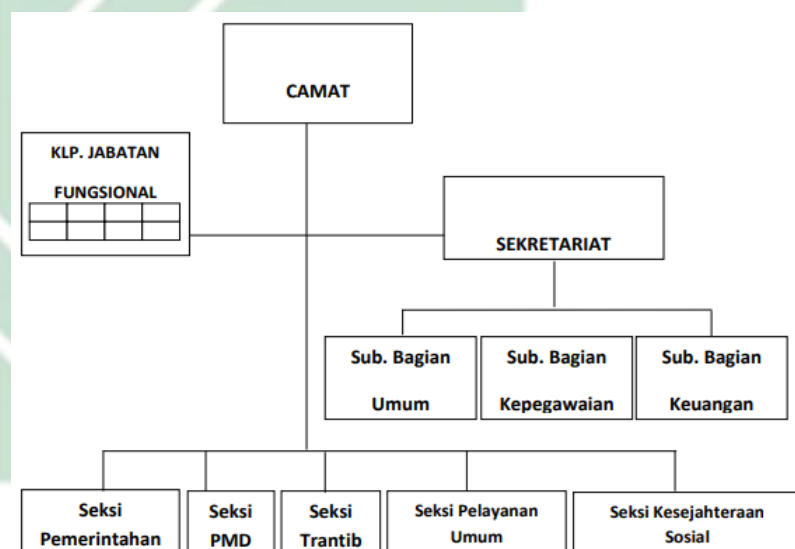 CAMAT
KLP. JABATAN
FUNGSIONAL
SEKRETARIAT
Sub. Bagian
Umum
Sub. Bagian
Kepegawaian
Sub. Bagian
Keuangan
Seksi
Pemerintahan
Seksi
PMD
Seksi
Trantib
Seksi Pelayanan
Umum
Seksi Kesejahteraan
Sosial